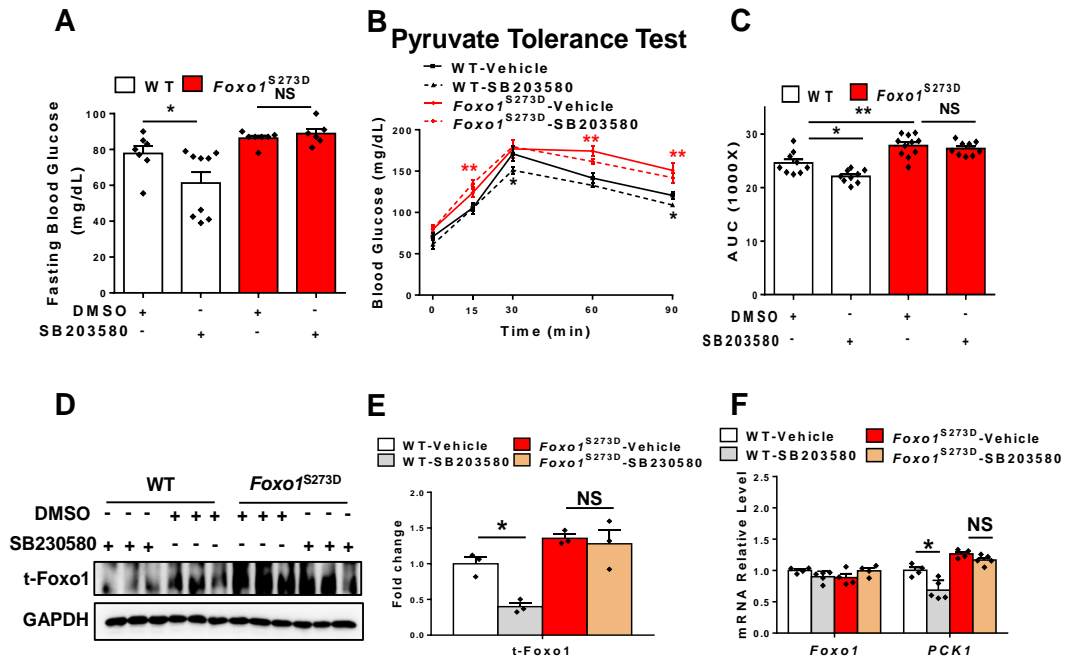 A
WT Foxo1S273D
NS
*
Fasting Blood Glucose
(mg/dL)
100
80
60
40
20
0
DMSO + - + -
SB203580 - + - +
B
Pyruvate Tolerance Test
WT-Vehicle
WT-SB203580
Foxo1S273D-Vehicle
Foxo1S273D-SB203580
Blood Glucose (mg/dL)
200
150
100
50
0
** * ** ** *
0 15 30 60 90
Time (min)
C
WT Foxo1S273D
** NS
*
AUC (1000X)
30
20
10
0
DMSO + - + -
SB203580 - + - +
D
WT Foxo1S273D
DMSO - - - + + + + + + - - -
SB230580 + + + - - - - - - + + +
t-Foxo1
GAPDH
E
WT-Vehicle Foxo1S273D-Vehicle
WT-SB203580 Foxo1S273D-SB230580
Fold change
2.0
1.5
1.0
0.5
0.0
* NS
t-Foxo1
F
WT-Vehicle Foxo1S273D-Vehicle
WT-SB203580 Foxo1S273D-SB203580
mRNA Relative Level
2.5
2.0
1.5
1.0
0.5
0.0
* NS
Foxo1 PCK1